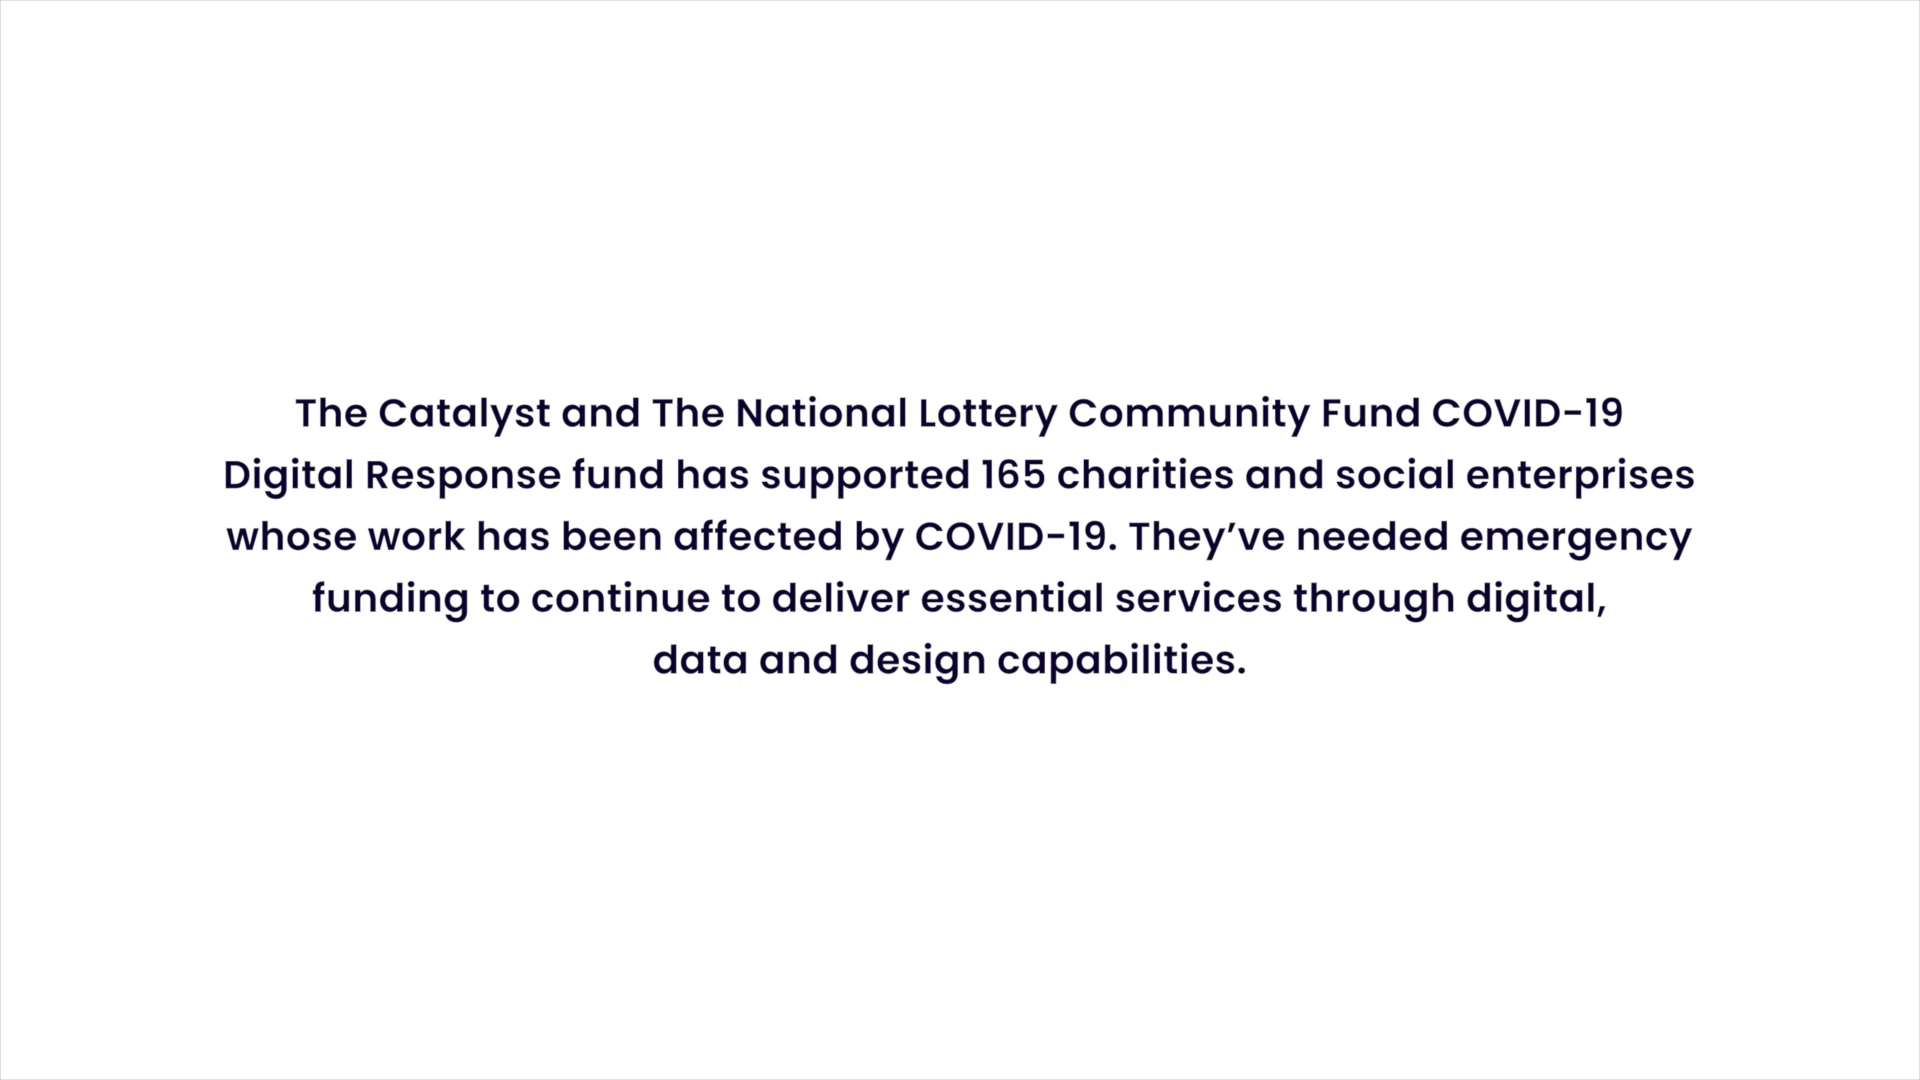 The Catalyst and The National Lottery Community Fund COVID-19
Digital Response fund has supported 165 charities and social enterprises
whose work has been affected by COVID-19. They’ve needed emergency
funding to continue to deliver essential services through digital,
data and design capabilities.